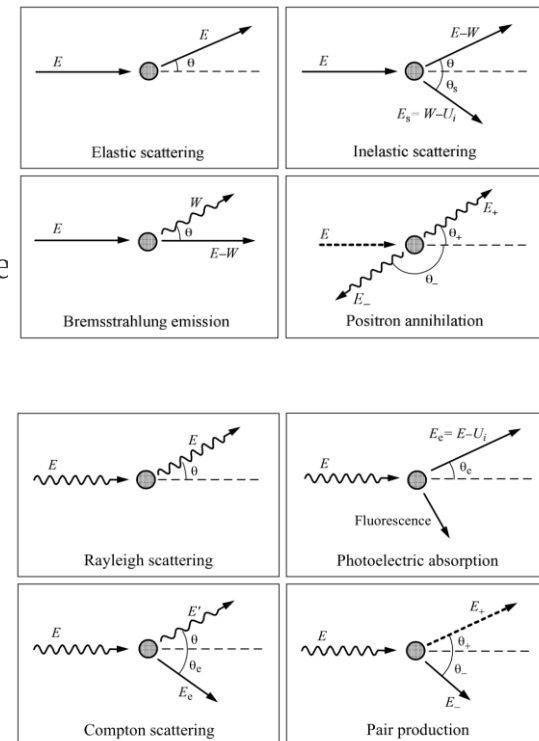 E
E
θ
Elastic scattering
E
E–W
θ
θs
Es= W–Ui
Inelastic scattering
e
E
W
θ
E–W
Bremsstrahlung emission
E
E+
θ+
θ−
E−
Positron annihilation
E
E
θ
Rayleigh scattering
E
Ee= E–Ui
θe
Fluorescence
Photoelectric absorption
E
E'
θ
θe
Ee
Compton scattering
E
E+
θ+
θ−
E−
Pair production